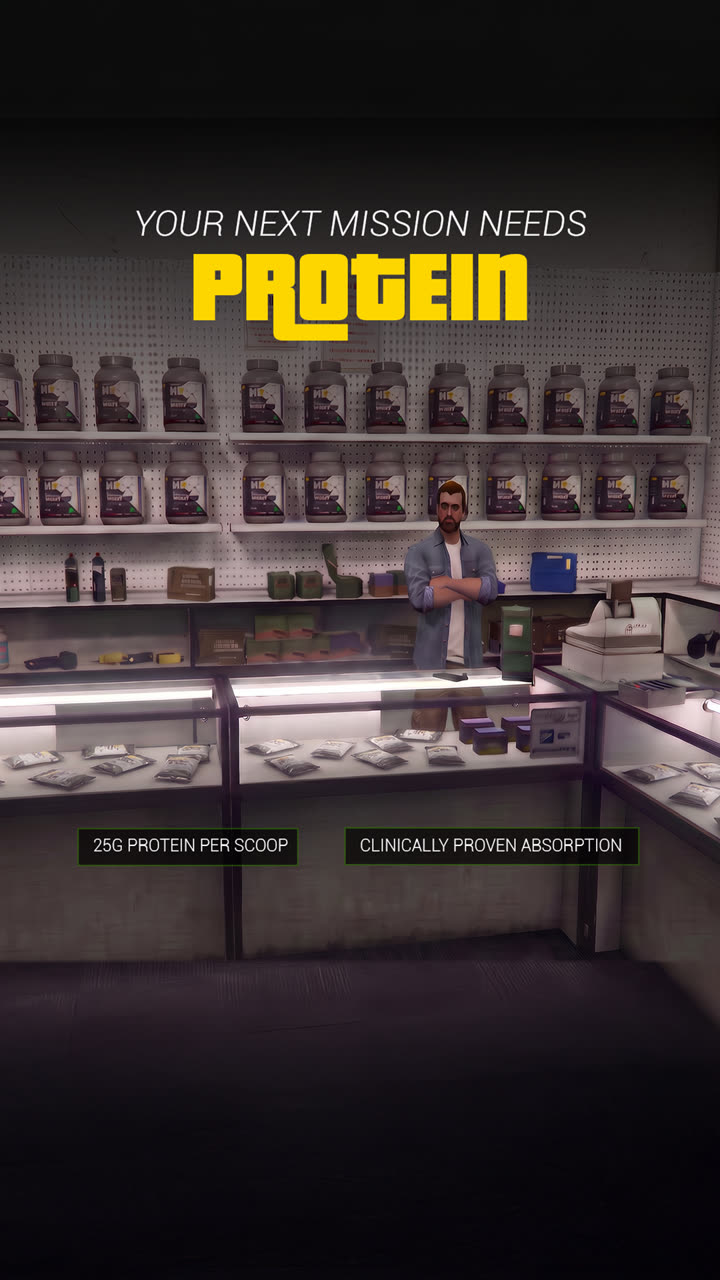 YOUR NEXT MISSION NEEDS
PROtEIn
25G PROTEIN PER SCOOP
CLINICALLY PROVEN ABSORPTION